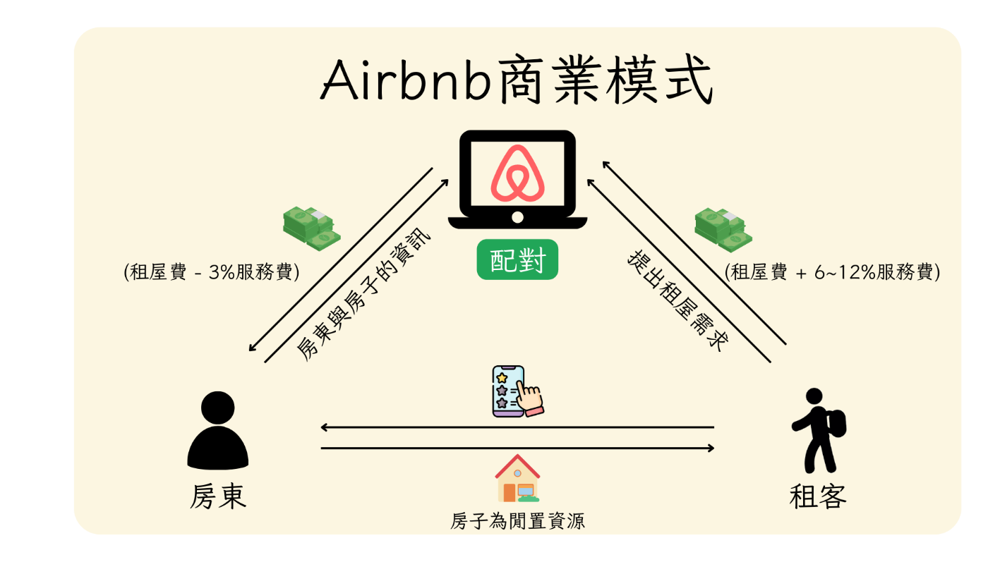 Airbnb商業模式
配對
(租屋費 - 3%服務費)
房東與房子的資訊
提出租屋需求
(租屋費 + 6~12%服務費)
房東
租客
房子為閒置資源